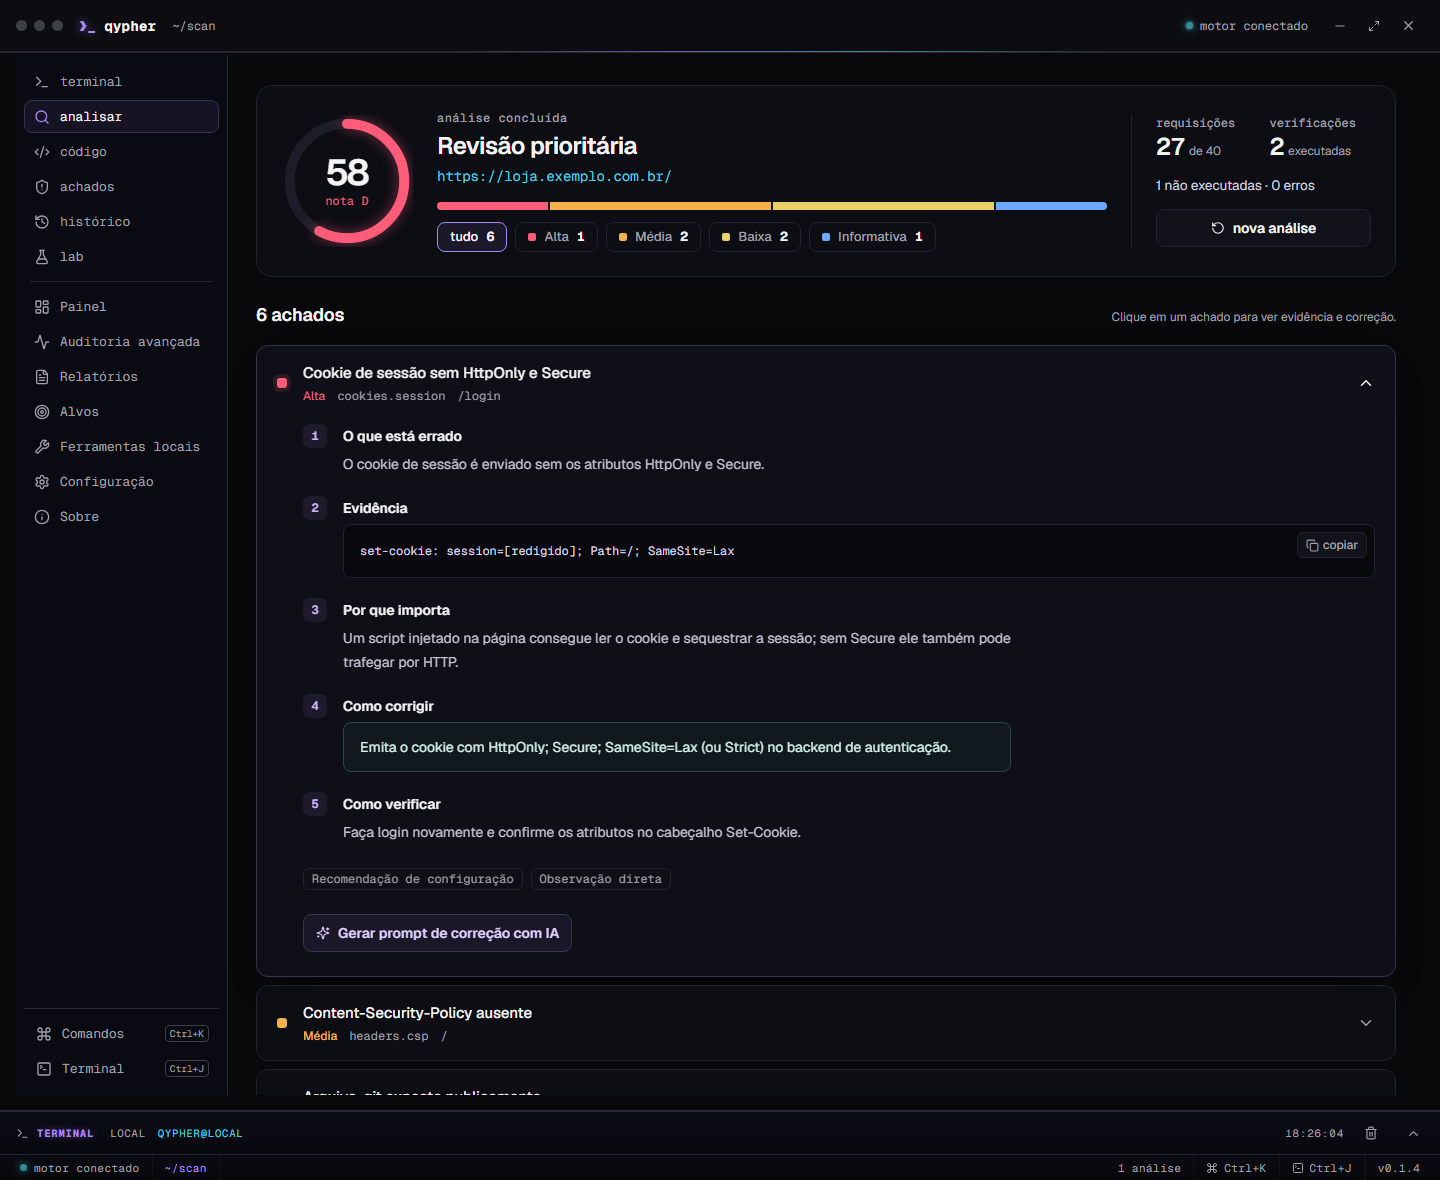 qypher ~/scan
motor conectado
terminal
analisar
código
achados
histórico
lab
Painel
Auditoria avançada
Relatórios
Alvos
Ferramentas locais
Configuração
Sobre
Comandos Ctrl+K
Terminal Ctrl+J
58
nota D
análise concluída
Revisão prioritária
https://loja.exemplo.com.br/
tudo 6 Alta 1 Média 2 Baixa 2 Informativa 1
requisições verificações
27 de 40 2 executadas
1 não executadas · 0 erros
nova análise
6 achados
Clique em um achado para ver evidência e correção.
Cookie de sessão sem HttpOnly e Secure
Alta cookies.session /login
1 O que está errado
O cookie de sessão é enviado sem os atributos HttpOnly e Secure.
2 Evidência
set-cookie: session=[redigido]; Path=/; SameSite=Lax
copiar
3 Por que importa
Um script injetado na página consegue ler o cookie e sequestrar a sessão; sem Secure ele também pode
trafegar por HTTP.
4 Como corrigir
Emita o cookie com HttpOnly; Secure; SameSite=Lax (ou Strict) no backend de autenticação.
5 Como verificar
Faça login novamente e confirme os atributos no cabeçalho Set-Cookie.
Recomendação de configuração Observação direta
Gerar prompt de correção com IA
Content-Security-Policy ausente
Média headers.csp /
Arquivo .git exposto publicamente
TERMINAL LOCAL QYPHER@LOCAL
18:26:04
motor conectado ~/scan
1 análise Ctrl+K Ctrl+J v0.1.4